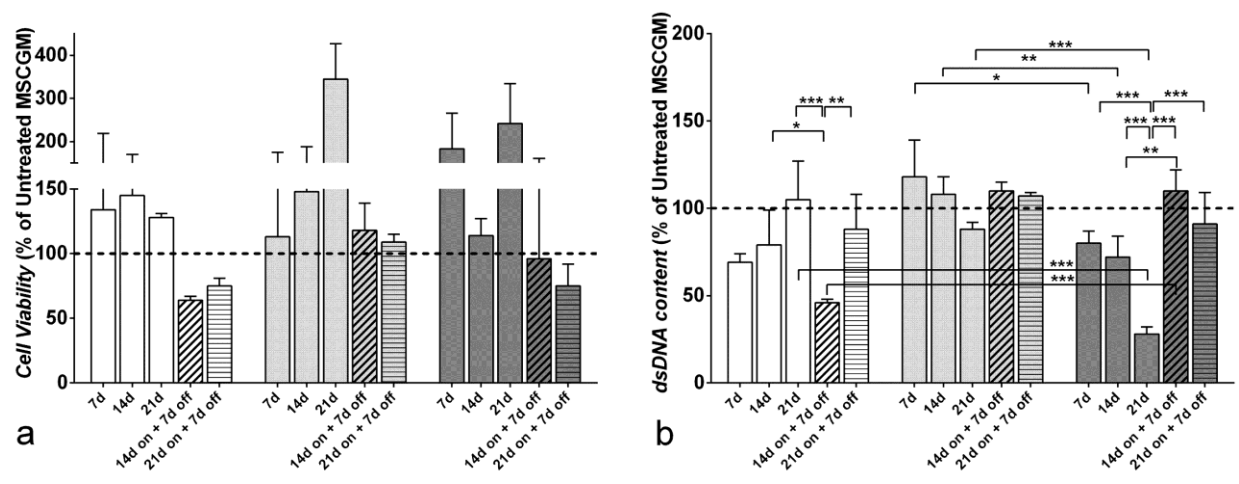 Cell Viability (% of Untreated MSCGM)
400
300
200
150
100
50
0
7d
14d
21d
14d on + 7d off
21d on + 7d off
7d
14d
21d
14d on + 7d off
21d on + 7d off
7d
14d
21d
14d on + 7d off
21d on + 7d off
a
dsDNA content (% of Untreated MSCGM)
200
150
100
50
0
***
**
*
*** **
*
***
***
*** ***
**
***
***
7d
14d
21d
14d on + 7d off
21d on + 7d off
7d
14d
21d
14d on + 7d off
21d on + 7d off
7d
14d
21d
14d on + 7d off
21d on + 7d off
b